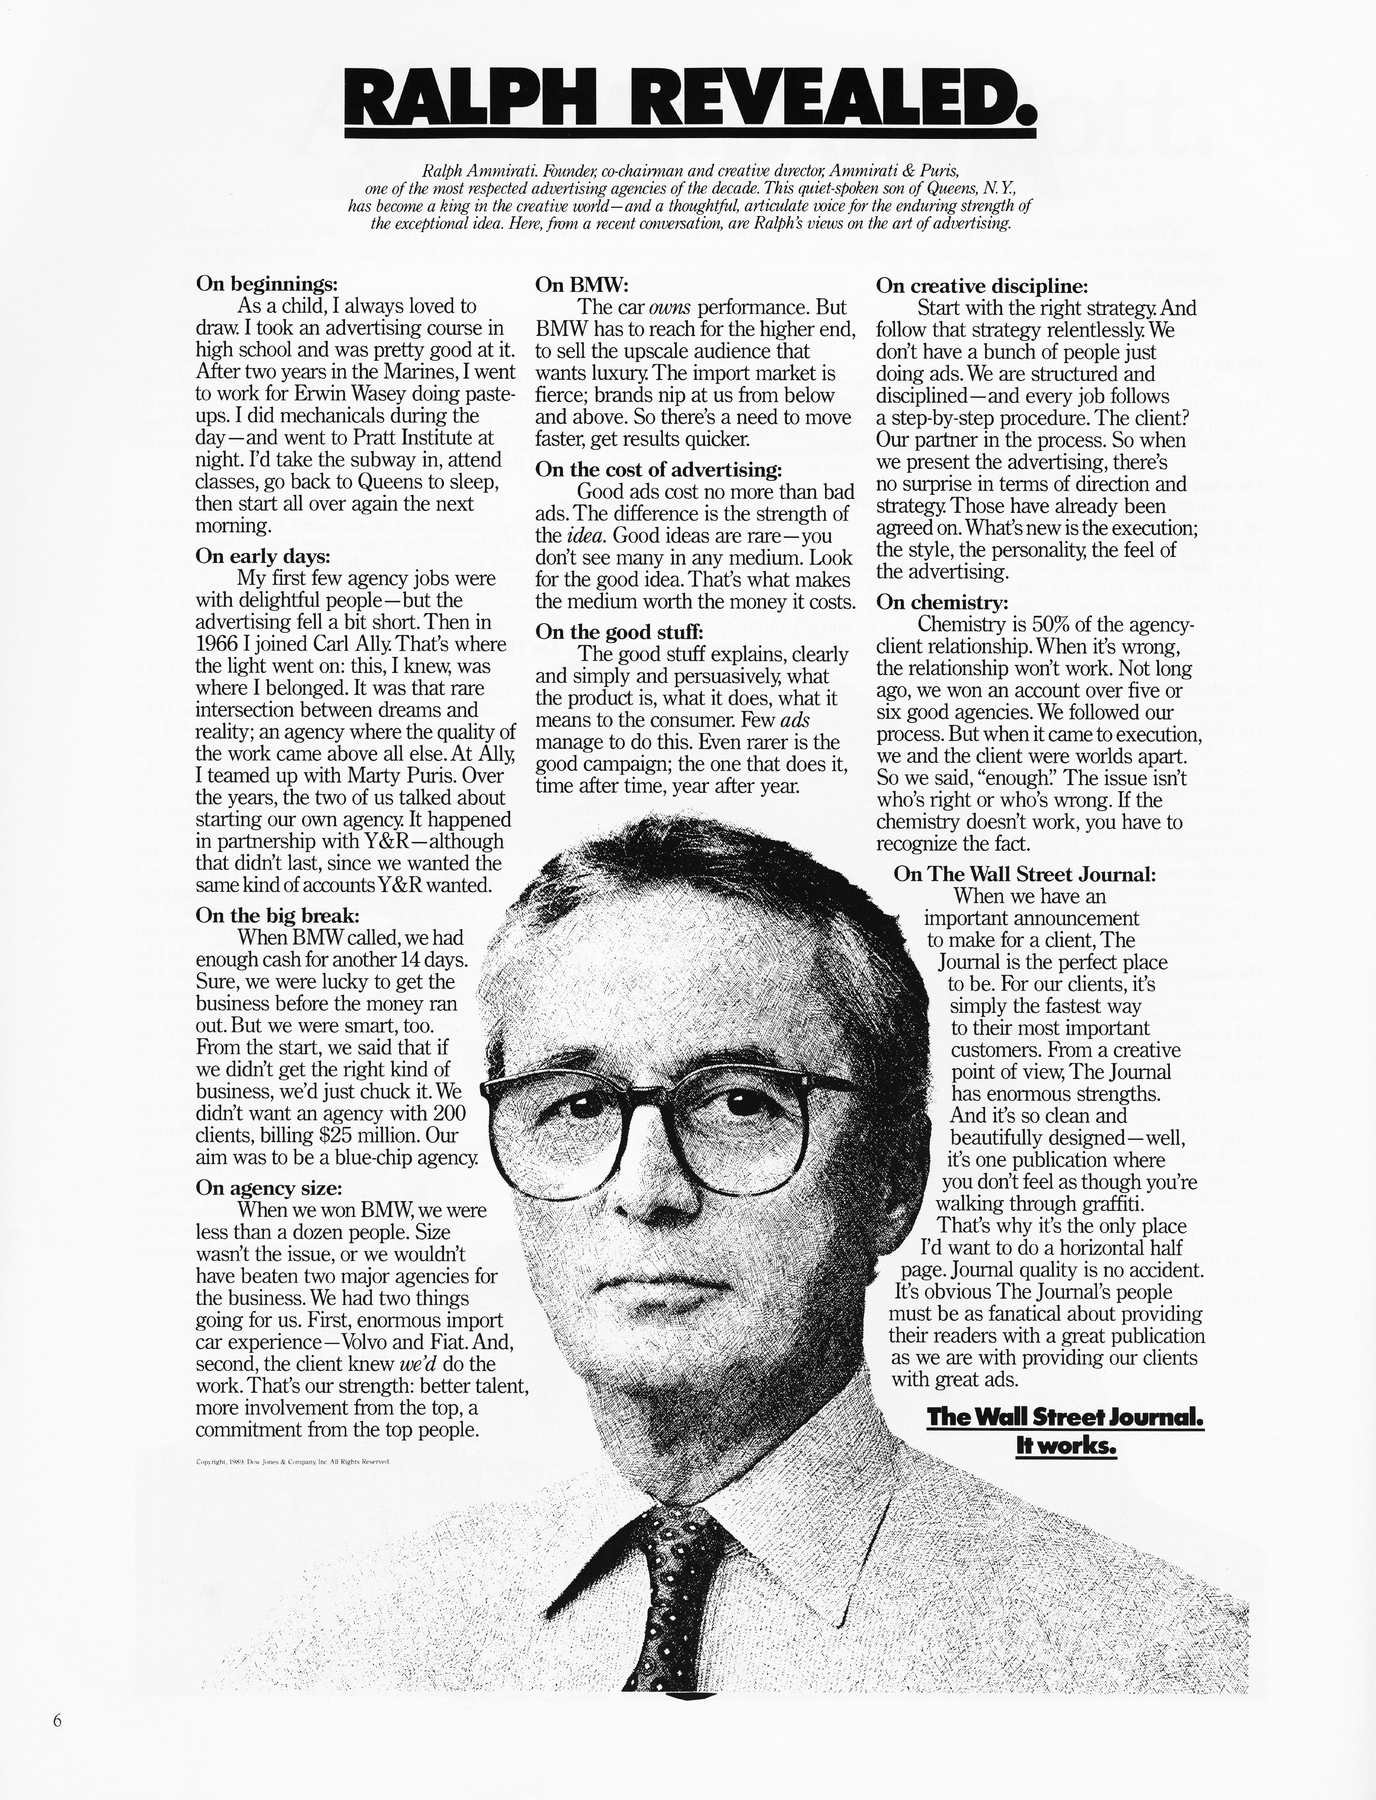 RALPH REVEALED.
Ralph Ammirati. Founder, co-chairman and creative director, Ammirati & Puris,
one of the most respected advertising agencies of the decade. This quiet-spoken son of Queens, N.Y.,
has become a king in the creative world—and a thoughtful, articulate voice for the enduring strength of
the exceptional idea. Here, from a recent conversation, are Ralph's views on the art of advertising.
On beginnings:
As a child, I always loved to
draw. I took an advertising course in
high school and was pretty good at it.
After two years in the Marines, I went
to work for Erwin Wasey doing paste-
ups. I did mechanicals during the
day—and went to Pratt Institute at
night. I'd take the subway in, attend
classes, go back to Queens to sleep,
then start all over again the next
morning.
On early days:
My first few agency jobs were
with delightful people—but the
advertising fell a bit short. Then in
1966 I joined Carl Ally. That's where
the light went on: this, I knew, was
where I belonged. It was that rare
intersection between dreams and
reality; an agency where the quality of
the work came above all else. At Ally,
I teamed up with Marty Puris. Over
the years, the two of us talked about
starting our own agency. It happened
in partnership with Y&R—although
that didn't last, since we wanted the
same kind of accounts Y&R wanted.
On the big break:
When BMW called, we had
enough cash for another 14 days.
Sure, we were lucky to get the
business before the money ran
out. But we were smart, too.
From the start, we said that if
we didn't get the right kind of
business, we'd just chuck it. We
didn't want an agency with 200
clients, billing $25 million. Our
aim was to be a blue-chip agency.
On agency size:
When we won BMW, we were
less than a dozen people. Size
wasn't the issue, or we wouldn't
have beaten two major agencies for
the business. We had two things
going for us. First, enormous import
car experience—Volvo and Fiat. And,
second, the client knew we'd do the
work. That's our strength: better talent,
more involvement from the top, a
commitment from the top people.
Copyright, 1989, Dow Jones & Company, Inc. All Rights Reserved.
On BMW:
The car owns performance. But
BMW has to reach for the higher end,
to sell the upscale audience that
wants luxury. The import market is
fierce; brands nip at us from below
and above. So there's a need to move
faster, get results quicker.
On the cost of advertising:
Good ads cost no more than bad
ads. The difference is the strength of
the idea. Good ideas are rare—you
don't see many in any medium. Look
for the good idea. That's what makes
the medium worth the money it costs.
On the good stuff:
The good stuff explains, clearly
and simply and persuasively, what
the product is, what it does, what it
means to the consumer. Few ads
manage to do this. Even rarer is the
good campaign; the one that does it,
time after time, year after year.
On creative discipline:
Start with the right strategy. And
follow that strategy relentlessly. We
don't have a bunch of people just
doing ads. We are structured and
disciplined—and every job follows
a step-by-step procedure. The client?
Our partner in the process. So when
we present the advertising, there's
no surprise in terms of direction and
strategy. Those have already been
agreed on. What's new is the execution;
the style, the personality, the feel of
the advertising.
On chemistry:
Chemistry is 50% of the agency-
client relationship. When it's wrong,
the relationship won't work. Not long
ago, we won an account over five or
six good agencies. We followed our
process. But when it came to execution,
we and the client were worlds apart.
So we said, "enough." The issue isn't
who's right or who's wrong. If the
chemistry doesn't work, you have to
recognize the fact.
On The Wall Street Journal:
When we have an
important announcement
to make for a client, The
Journal is the perfect place
to be. For our clients, it's
simply the fastest way
to their most important
customers. From a creative
point of view, The Journal
has enormous strengths.
And it's so clean and
beautifully designed—well,
it's one publication where
you don't feel as though you're
walking through graffiti.
That's why it's the only place
I'd want to do a horizontal half
page. Journal quality is no accident.
It's obvious The Journal's people
must be as fanatical about providing
their readers with a great publication
as we are with providing our clients
with great ads.
The Wall Street Journal.
It works.
6